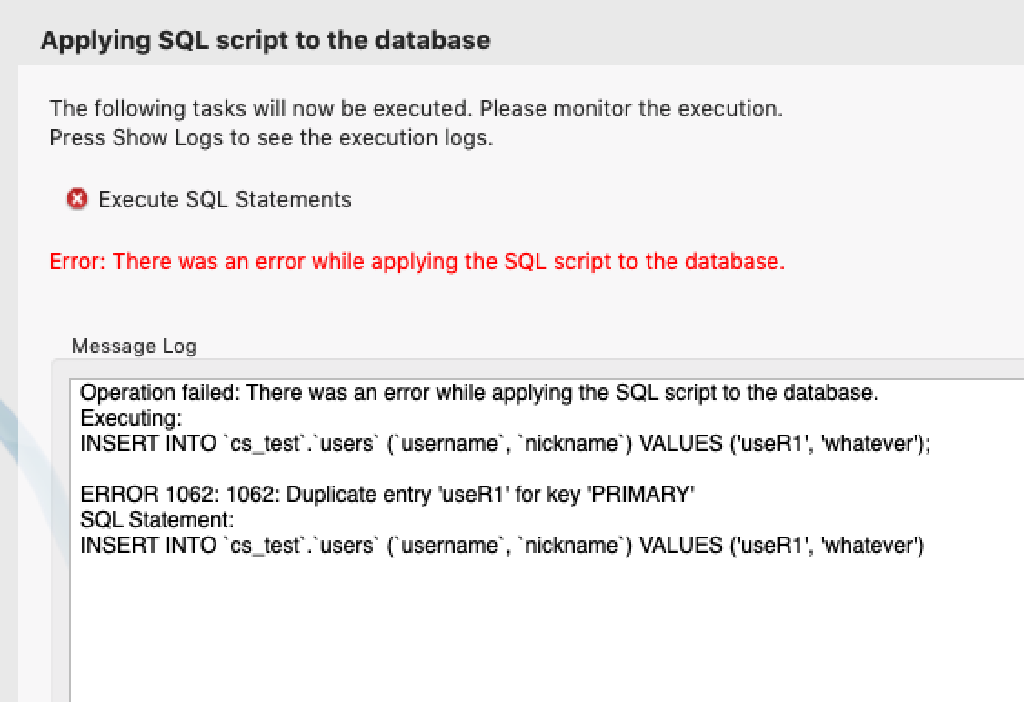 Applying SQL script to the database
The following tasks will now be executed. Please monitor the execution.
Press Show Logs to see the execution logs.
Execute SQL Statements
Error: There was an error while applying the SQL script to the database.
Message Log
Operation failed: There was an error while applying the SQL script to the database.
Executing:
INSERT INTO `cs_test`.`users` (`username`, `nickname`) VALUES ('useR1', 'whatever');
ERROR 1062: 1062: Duplicate entry 'useR1' for key 'PRIMARY'
SQL Statement:
INSERT INTO `cs_test`.`users` (`username`, `nickname`) VALUES ('useR1', 'whatever')